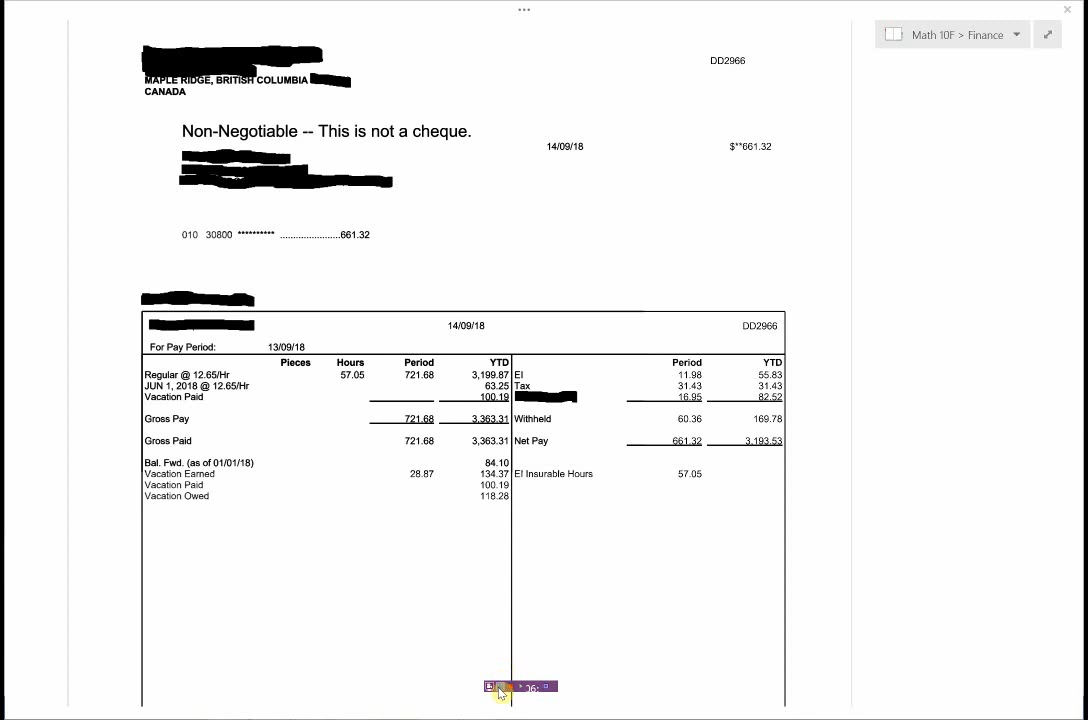 Math 10F > Finance
DD2966
MAPLE RIDGE, BRITISH COLUMBIA
CANADA
Non-Negotiable -- This is not a cheque.
14/09/18 $**661.32
010 30800 ********** ......................661.32
14/09/18 DD2966
For Pay Period: 13/09/18
Pieces Hours Period YTD Period YTD
Regular @ 12.65/Hr 57.05 721.68 3,199.87 EI 11.98 55.83
JUN 1, 2018 @ 12.65/Hr 63.25 Tax 31.43 31.43
Vacation Paid 100.19 16.95 82.52
Gross Pay 721.68 3,363.31 Withheld 60.36 169.78
Gross Paid 721.68 3,363.31 Net Pay 661.32 3,193.53
Bal. Fwd. (as of 01/01/18) 84.10
Vacation Earned 28.87 134.37 EI Insurable Hours 57.05
Vacation Paid 100.19
Vacation Owed 118.28